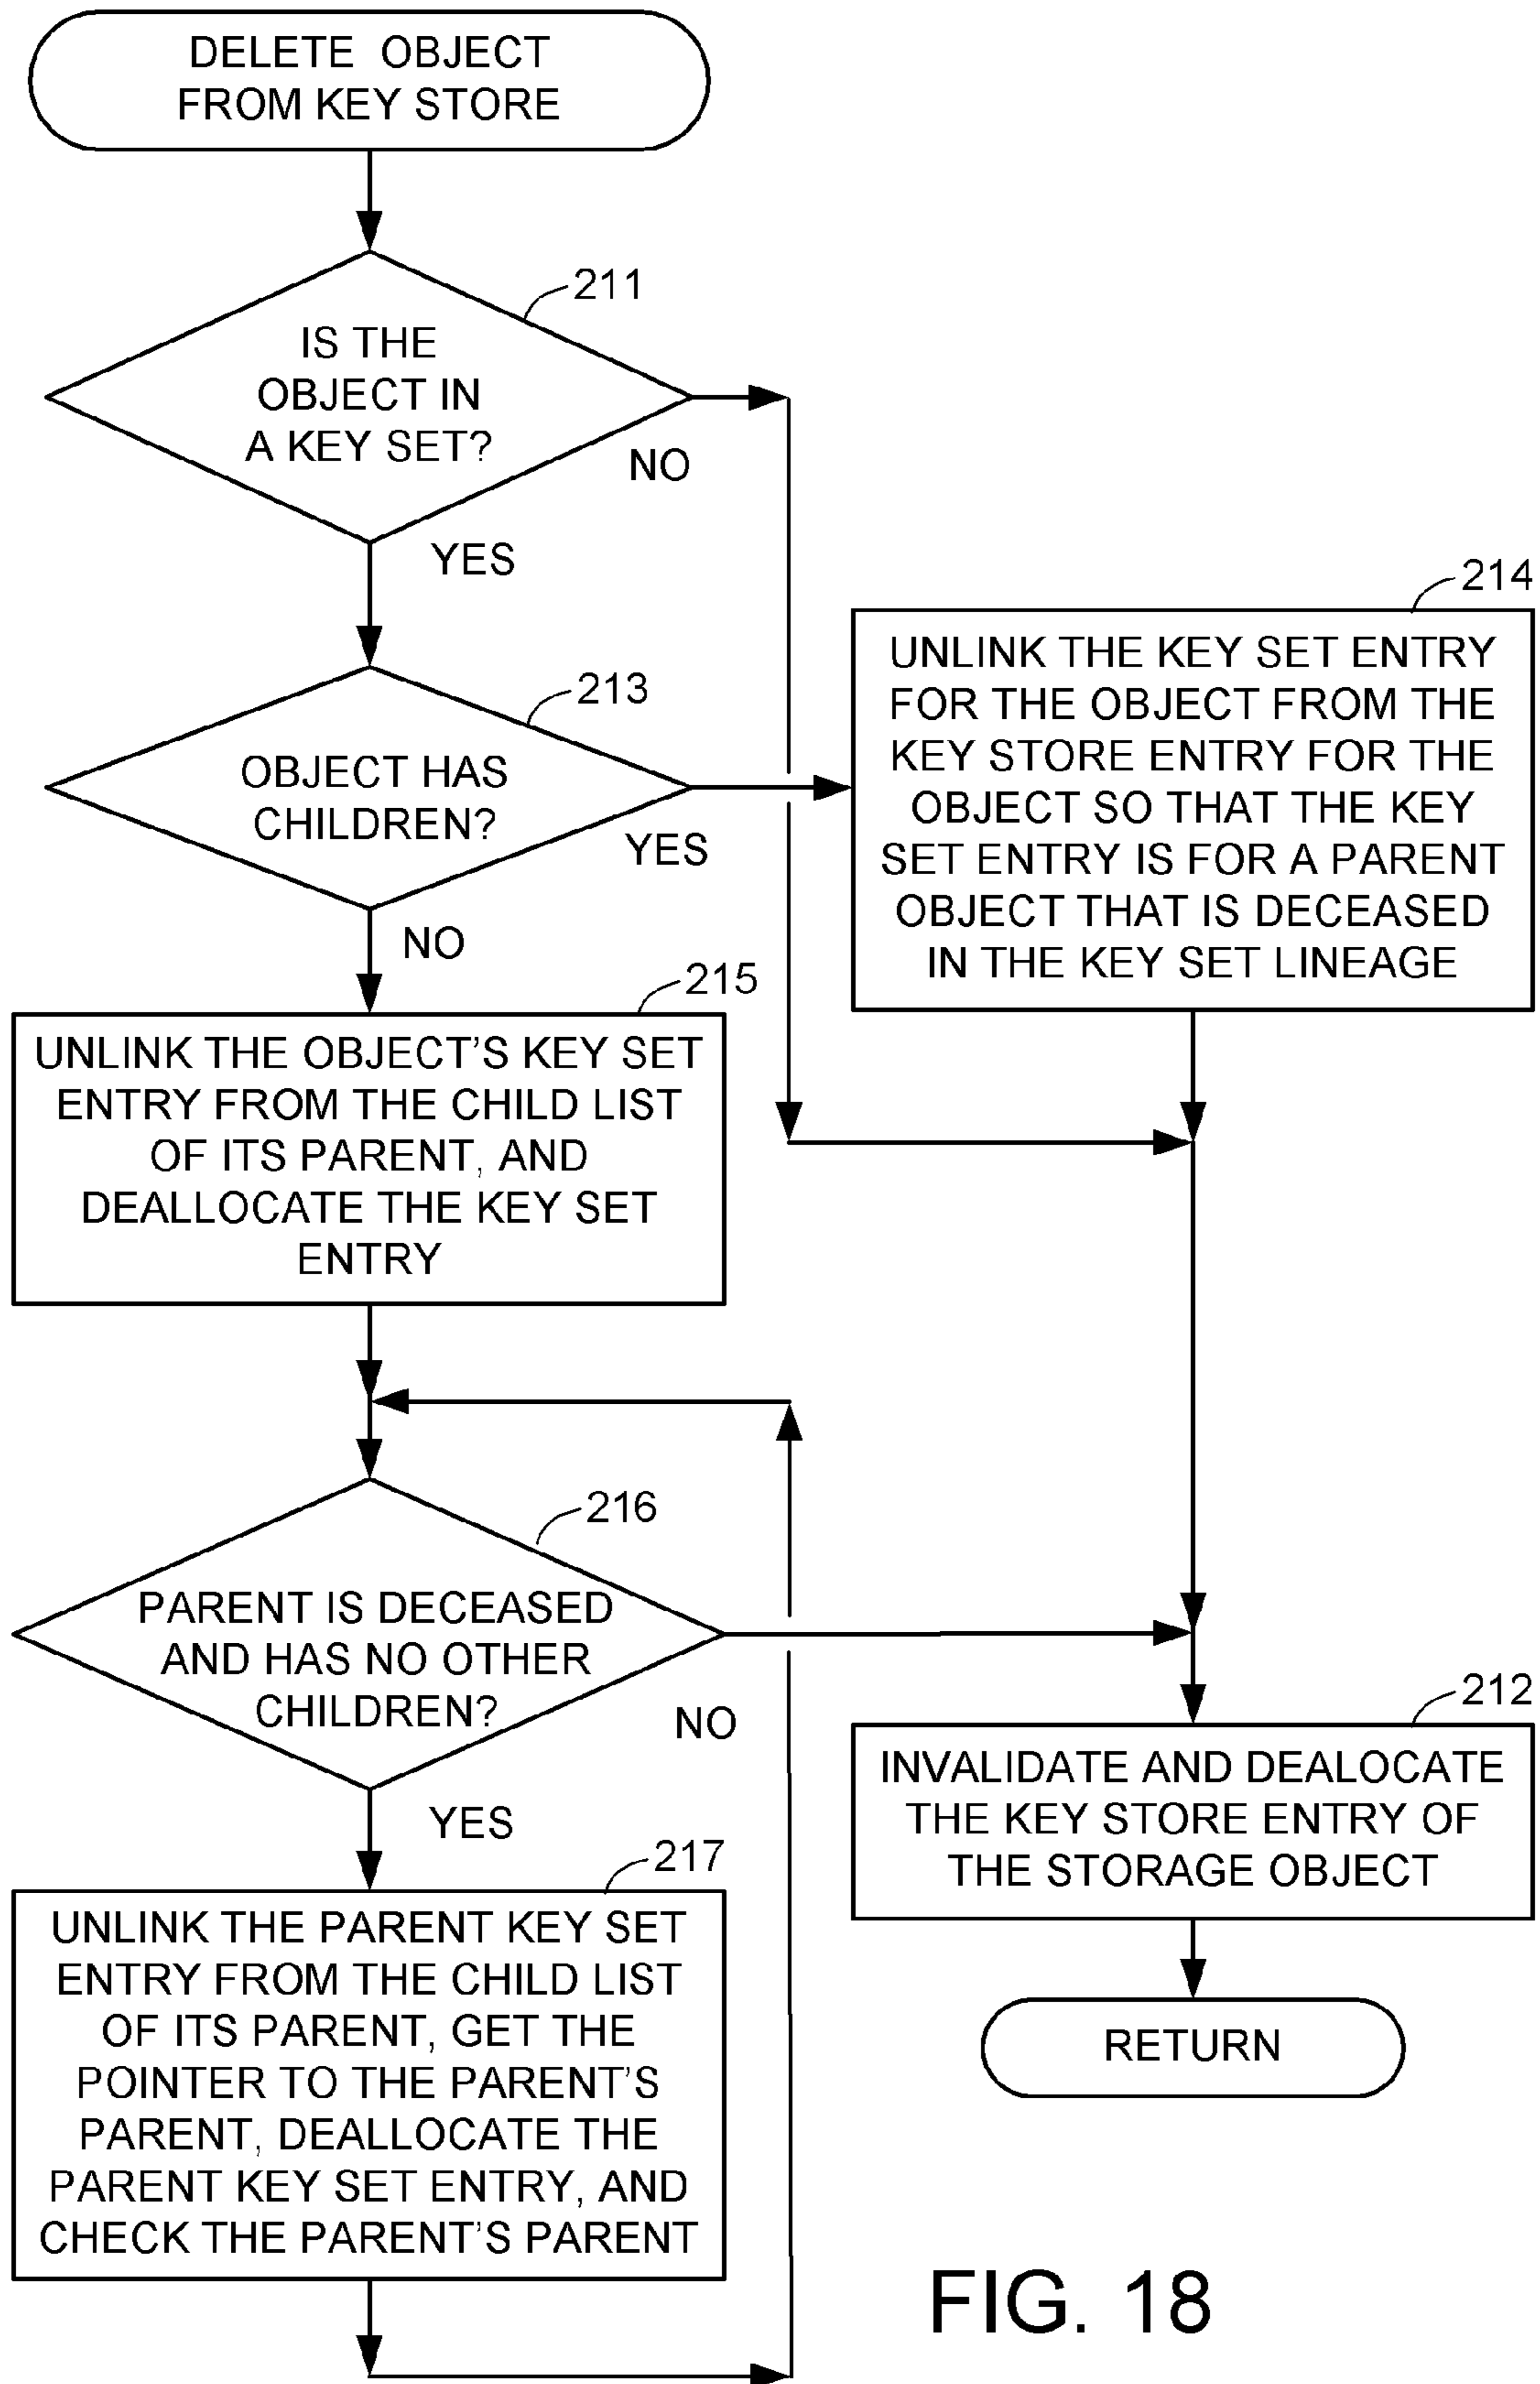 DELETE OBJECT
FROM KEY STORE
211
IS THE
OBJECT IN
A KEY SET?
NO
YES
213
OBJECT HAS
CHILDREN?
YES
NO
214
UNLINK THE KEY SET ENTRY
FOR THE OBJECT FROM THE
KEY STORE ENTRY FOR THE
OBJECT SO THAT THE KEY
SET ENTRY IS FOR A PARENT
OBJECT THAT IS DECEASED
IN THE KEY SET LINEAGE
215
UNLINK THE OBJECT'S KEY SET
ENTRY FROM THE CHILD LIST
OF ITS PARENT, AND
DEALLOCATE THE KEY SET
ENTRY
216
PARENT IS DECEASED
AND HAS NO OTHER
CHILDREN?
NO
YES
217
UNLINK THE PARENT KEY SET
ENTRY FROM THE CHILD LIST
OF ITS PARENT, GET THE
POINTER TO THE PARENT'S
PARENT, DEALLOCATE THE
PARENT KEY SET ENTRY, AND
CHECK THE PARENT'S PARENT
212
INVALIDATE AND DEALOCATE
THE KEY STORE ENTRY OF
THE STORAGE OBJECT
RETURN
FIG. 18